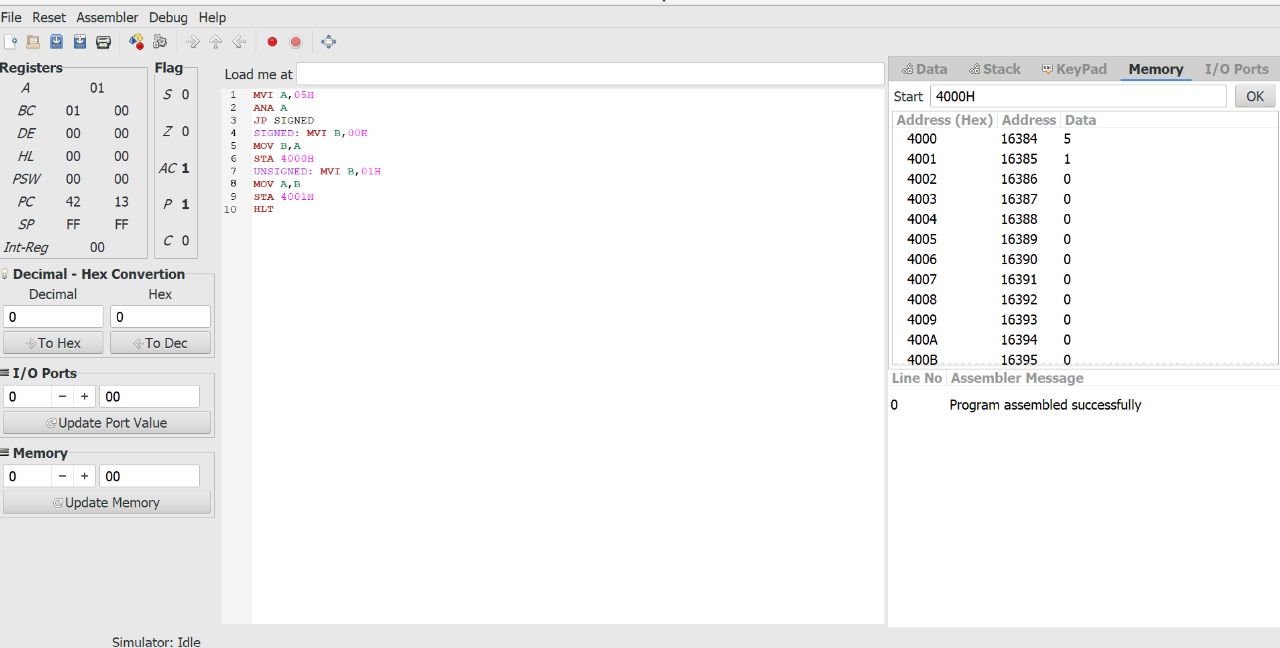 File Reset Assembler Debug Help
Registers
A 01
BC 01 00
DE 00 00
HL 00 00
PSW 00 00
PC 42 13
SP FF FF
Int-Reg 00
Flag
S 0
Z 0
AC 1
P 1
C 0
Decimal - Hex Convertion
Decimal Hex
0 0
To Hex To Dec
I/O Ports
0 − + 00
Update Port Value
Memory
0 − + 00
Update Memory
Simulator: Idle
Load me at
1 MVI A,05H
2 ANA A
3 JP SIGNED
4 SIGNED: MVI B,00H
5 MOV B,A
6 STA 4000H
7 UNSIGNED: MVI B,01H
8 MOV A,B
9 STA 4001H
10 HLT
Data Stack KeyPad Memory I/O Ports
Start 4000H OK
Address (Hex) Address Data
4000 16384 5
4001 16385 1
4002 16386 0
4003 16387 0
4004 16388 0
4005 16389 0
4006 16390 0
4007 16391 0
4008 16392 0
4009 16393 0
400A 16394 0
400B 16395 0
Line No Assembler Message
0 Program assembled successfully